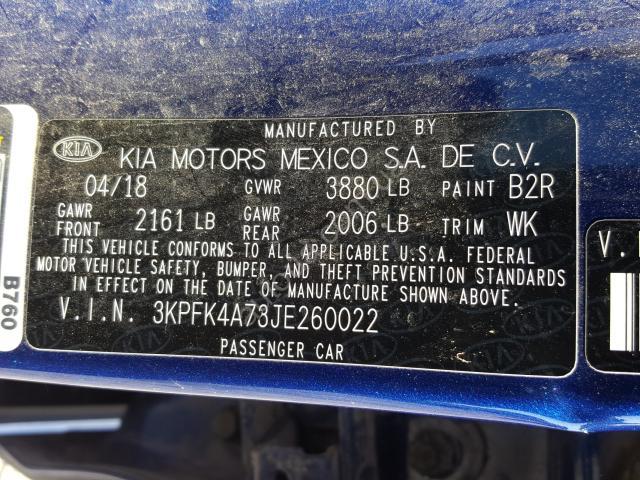 MANUFACTURED BY
KIA KIA MOTORS MEXICO S.A. DE C.V.
04/18 GVWR 3880 LB PAINT B2R
GAWR FRONT 2161 LB GAWR REAR 2006 LB TRIM WK
THIS VEHICLE CONFORMS TO ALL APPLICABLE U.S.A. FEDERAL
MOTOR VEHICLE SAFETY, BUMPER, AND THEFT PREVENTION STANDARDS
IN EFFECT ON THE DATE OF MANUFACTURE SHOWN ABOVE.
V.I.N. 3KPFK4A73JE260022
PASSENGER CAR
B760
V.I